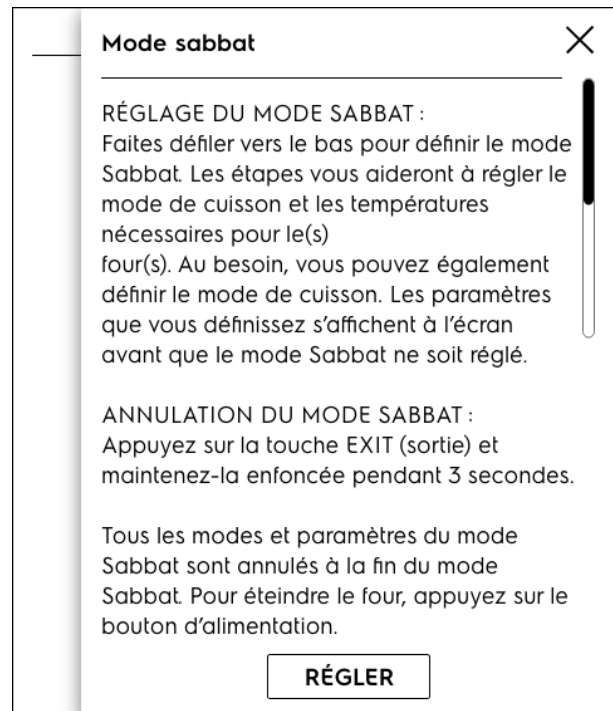 Mode sabbat
RÉGLAGE DU MODE SABBAT :
Faites défiler vers le bas pour définir le mode
Sabbat. Les étapes vous aideront à régler le
mode de cuisson et les températures
nécessaires pour le(s)
four(s). Au besoin, vous pouvez également
définir le mode de cuisson. Les paramètres
que vous définissez s’affichent à l’écran
avant que le mode Sabbat ne soit réglé.
ANNULATION DU MODE SABBAT :
Appuyez sur la touche EXIT (sortie) et
maintenez-la enfoncée pendant 3 secondes.
Tous les modes et paramètres du mode
Sabbat sont annulés à la fin du mode
Sabbat. Pour éteindre le four, appuyez sur le
bouton d’alimentation.
RÉGLER